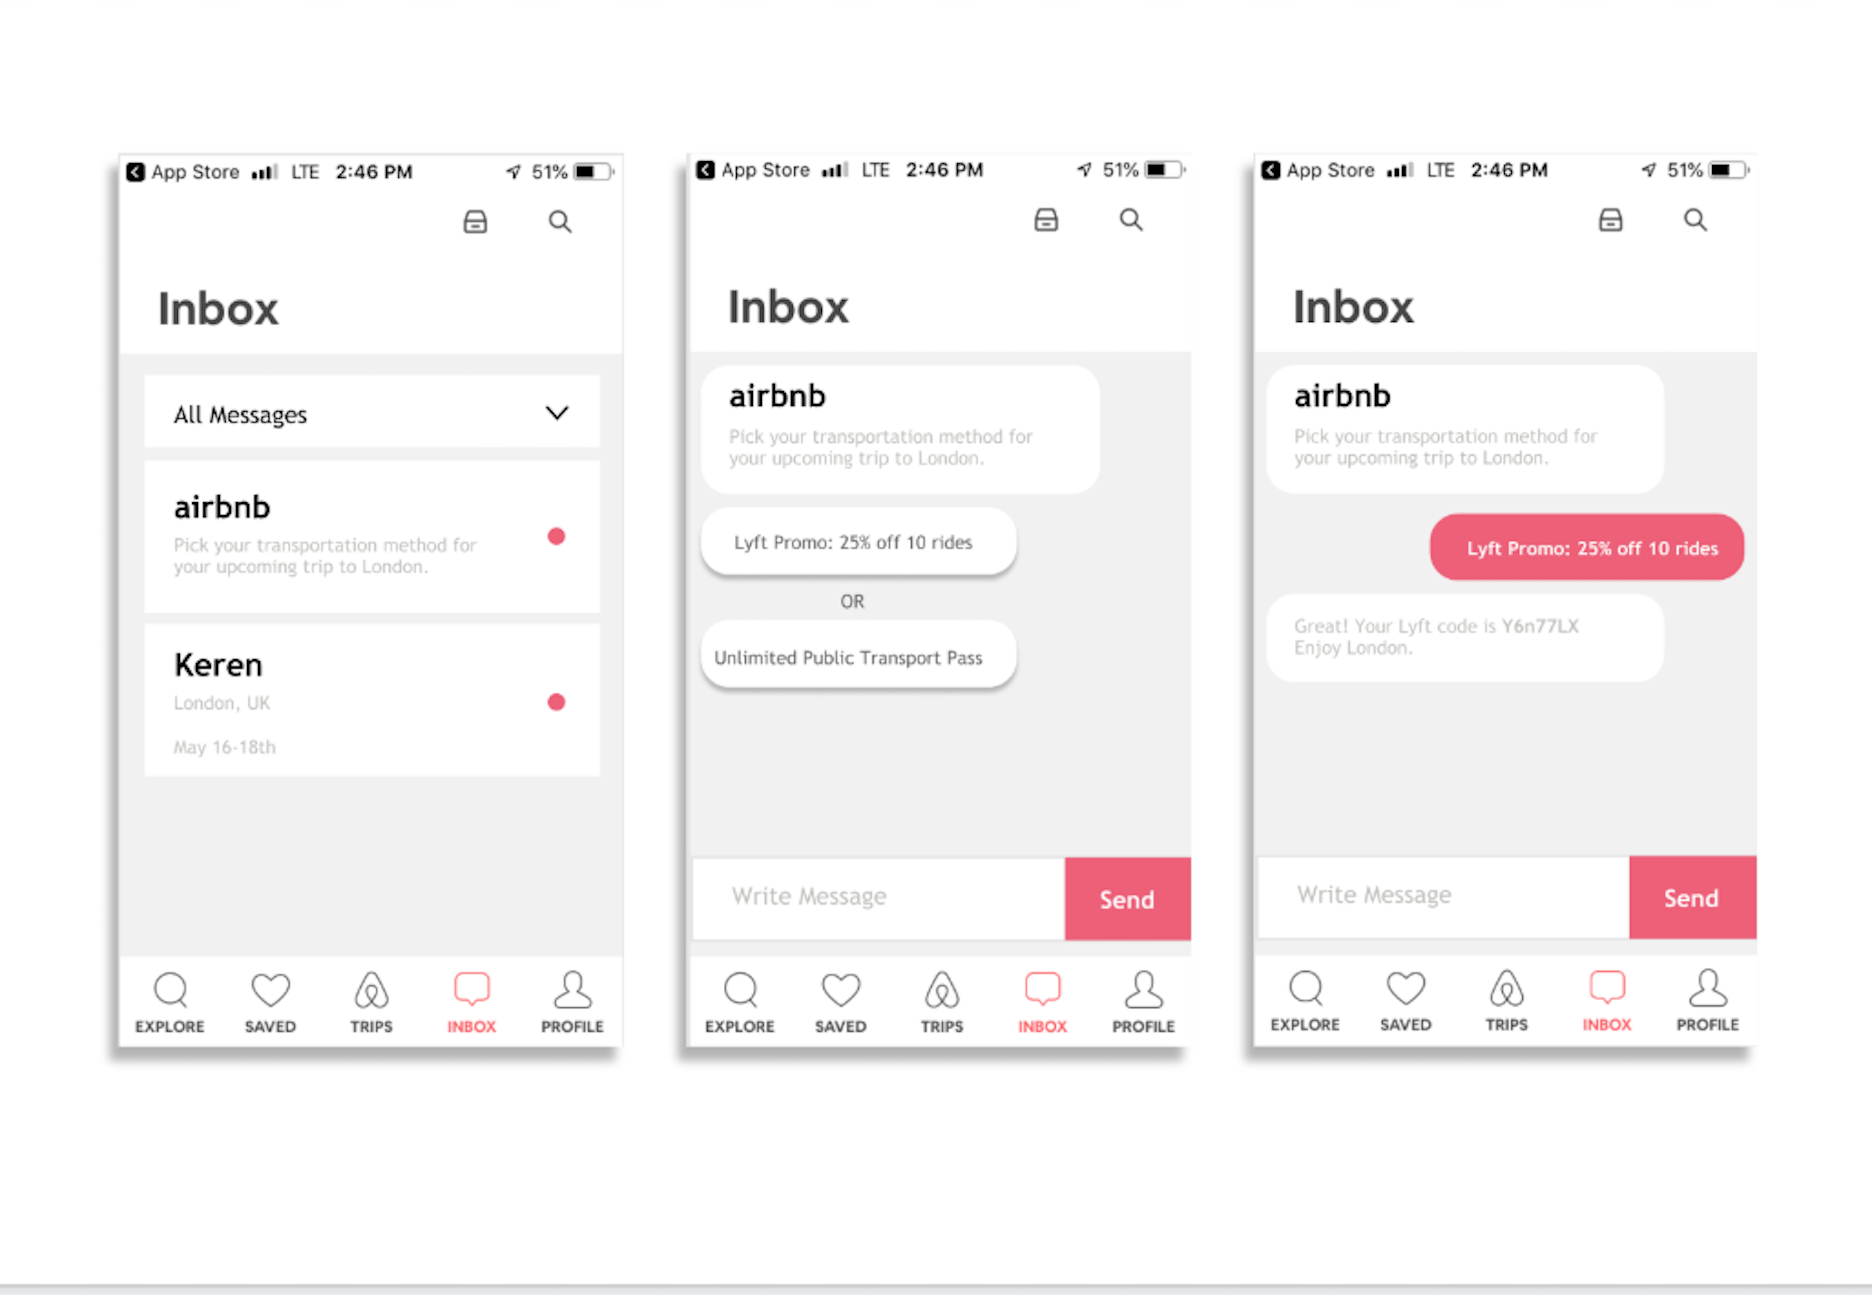 App Store LTE 2:46 PM 51%
Inbox
All Messages
airbnb
Pick your transportation method for
your upcoming trip to London.
Keren
London, UK
May 16-18th
EXPLORE SAVED TRIPS INBOX PROFILE
App Store LTE 2:46 PM 51%
Inbox
airbnb
Pick your transportation method for
your upcoming trip to London.
Lyft Promo: 25% off 10 rides
OR
Unlimited Public Transport Pass
Write Message Send
EXPLORE SAVED TRIPS INBOX PROFILE
App Store LTE 2:46 PM 51%
Inbox
airbnb
Pick your transportation method for
your upcoming trip to London.
Lyft Promo: 25% off 10 rides
Great! Your Lyft code is Y6n77LX
Enjoy London.
Write Message Send
EXPLORE SAVED TRIPS INBOX PROFILE